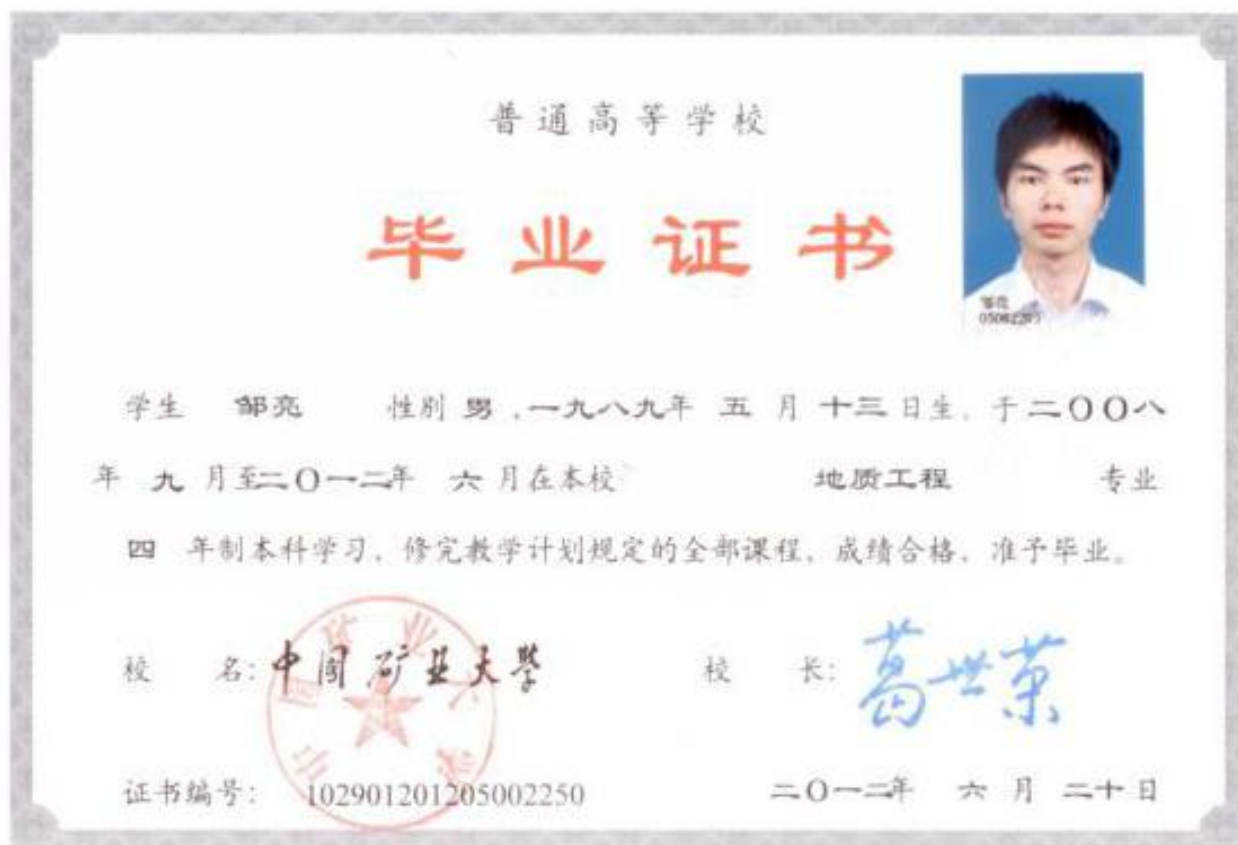 普通高等学校
毕业证书
邹亮
学生 邹亮 性别 男，一九八九年 五 月 十三 日生，于二〇〇八
年 九 月至二〇一二年 六 月在本校 地质工程 专业
四 年制本科学习，修完教学计划规定的全部课程，成绩合格，准予毕业。
校 名：中国矿业大学 校 长：葛世荣
证书编号： 102901201205002250 二〇一二年 六 月 二十 日